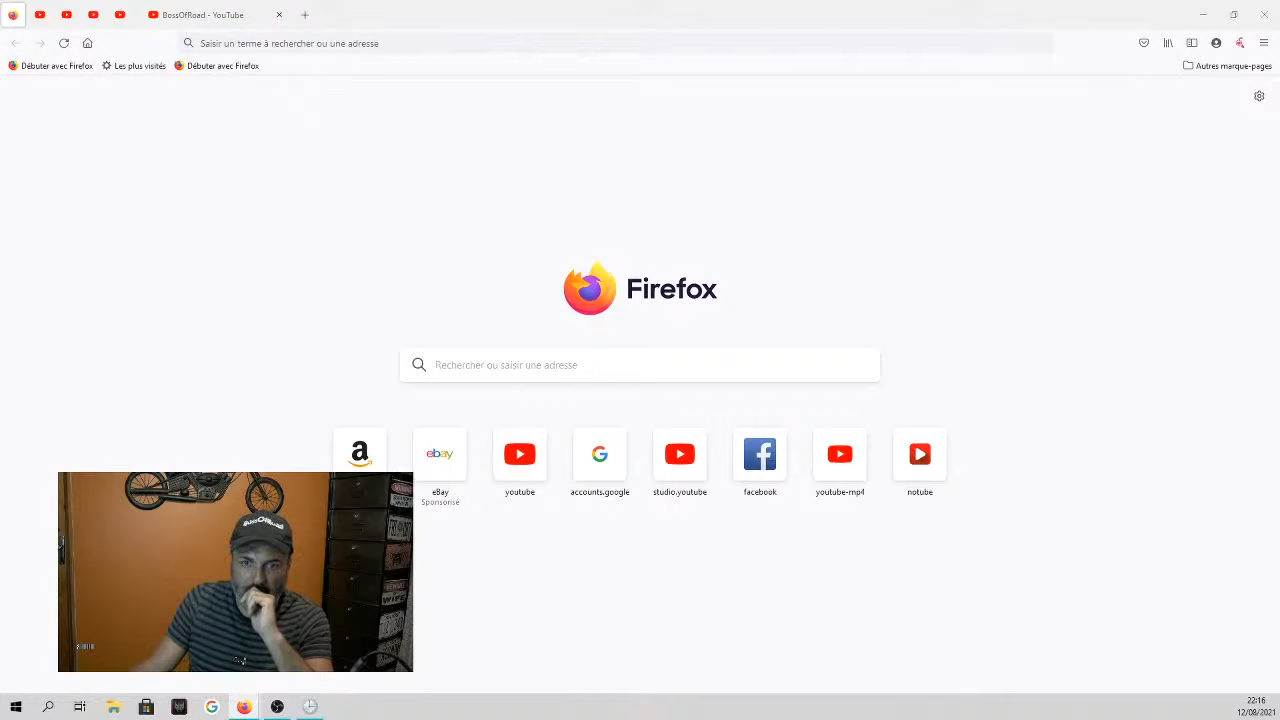 BossOfRoad - YouTube
Saisir un terme à rechercher ou une adresse
Débuter avec Firefox
Les plus visités
Débuter avec Firefox
Autres marque-pages
Firefox
Rechercher ou saisir une adresse
a
ebay
G
f
eBay
youtube
accounts.google
studio.youtube
facebook
youtube-mp4
notube
Sponsorisé
BossOfRoad
22:16
12/08/2021